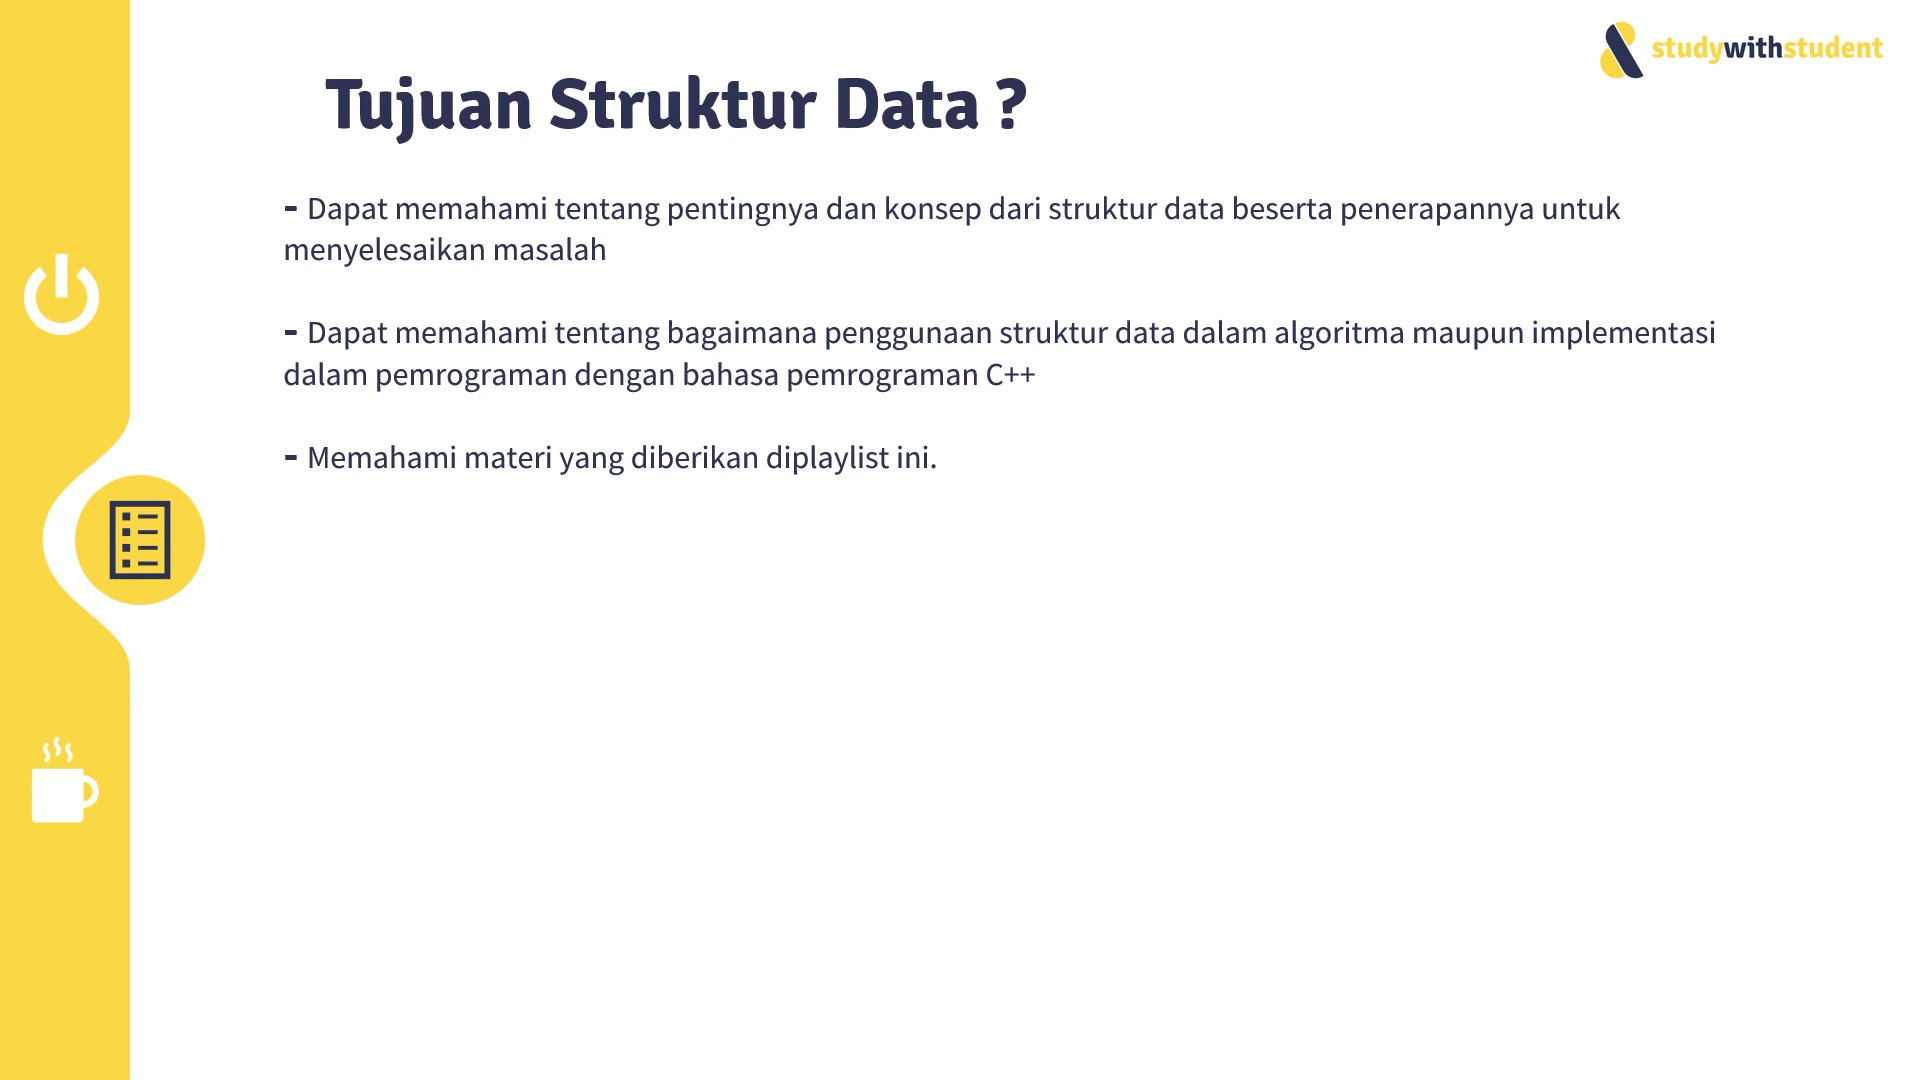 studywithstudent
Tujuan Struktur Data ?
- Dapat memahami tentang pentingnya dan konsep dari struktur data beserta penerapannya untuk
menyelesaikan masalah
- Dapat memahami tentang bagaimana penggunaan struktur data dalam algoritma maupun implementasi
dalam pemrograman dengan bahasa pemrograman C++
- Memahami materi yang diberikan diplaylist ini.